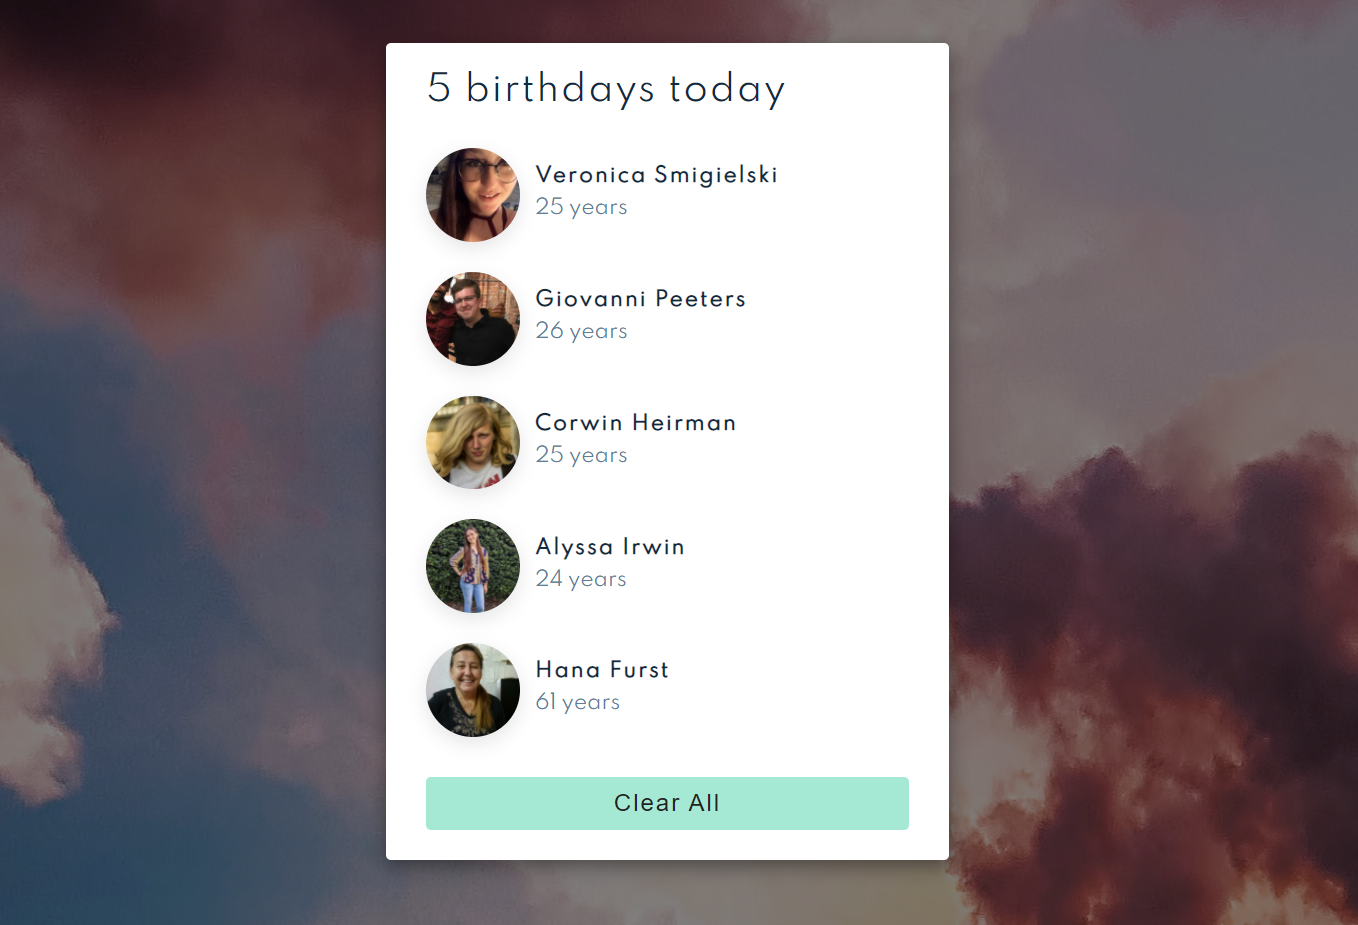 5 birthdays today
Veronica Smigielski
25 years
Giovanni Peeters
26 years
Corwin Heirman
25 years
Alyssa Irwin
24 years
Hana Furst
61 years
Clear All